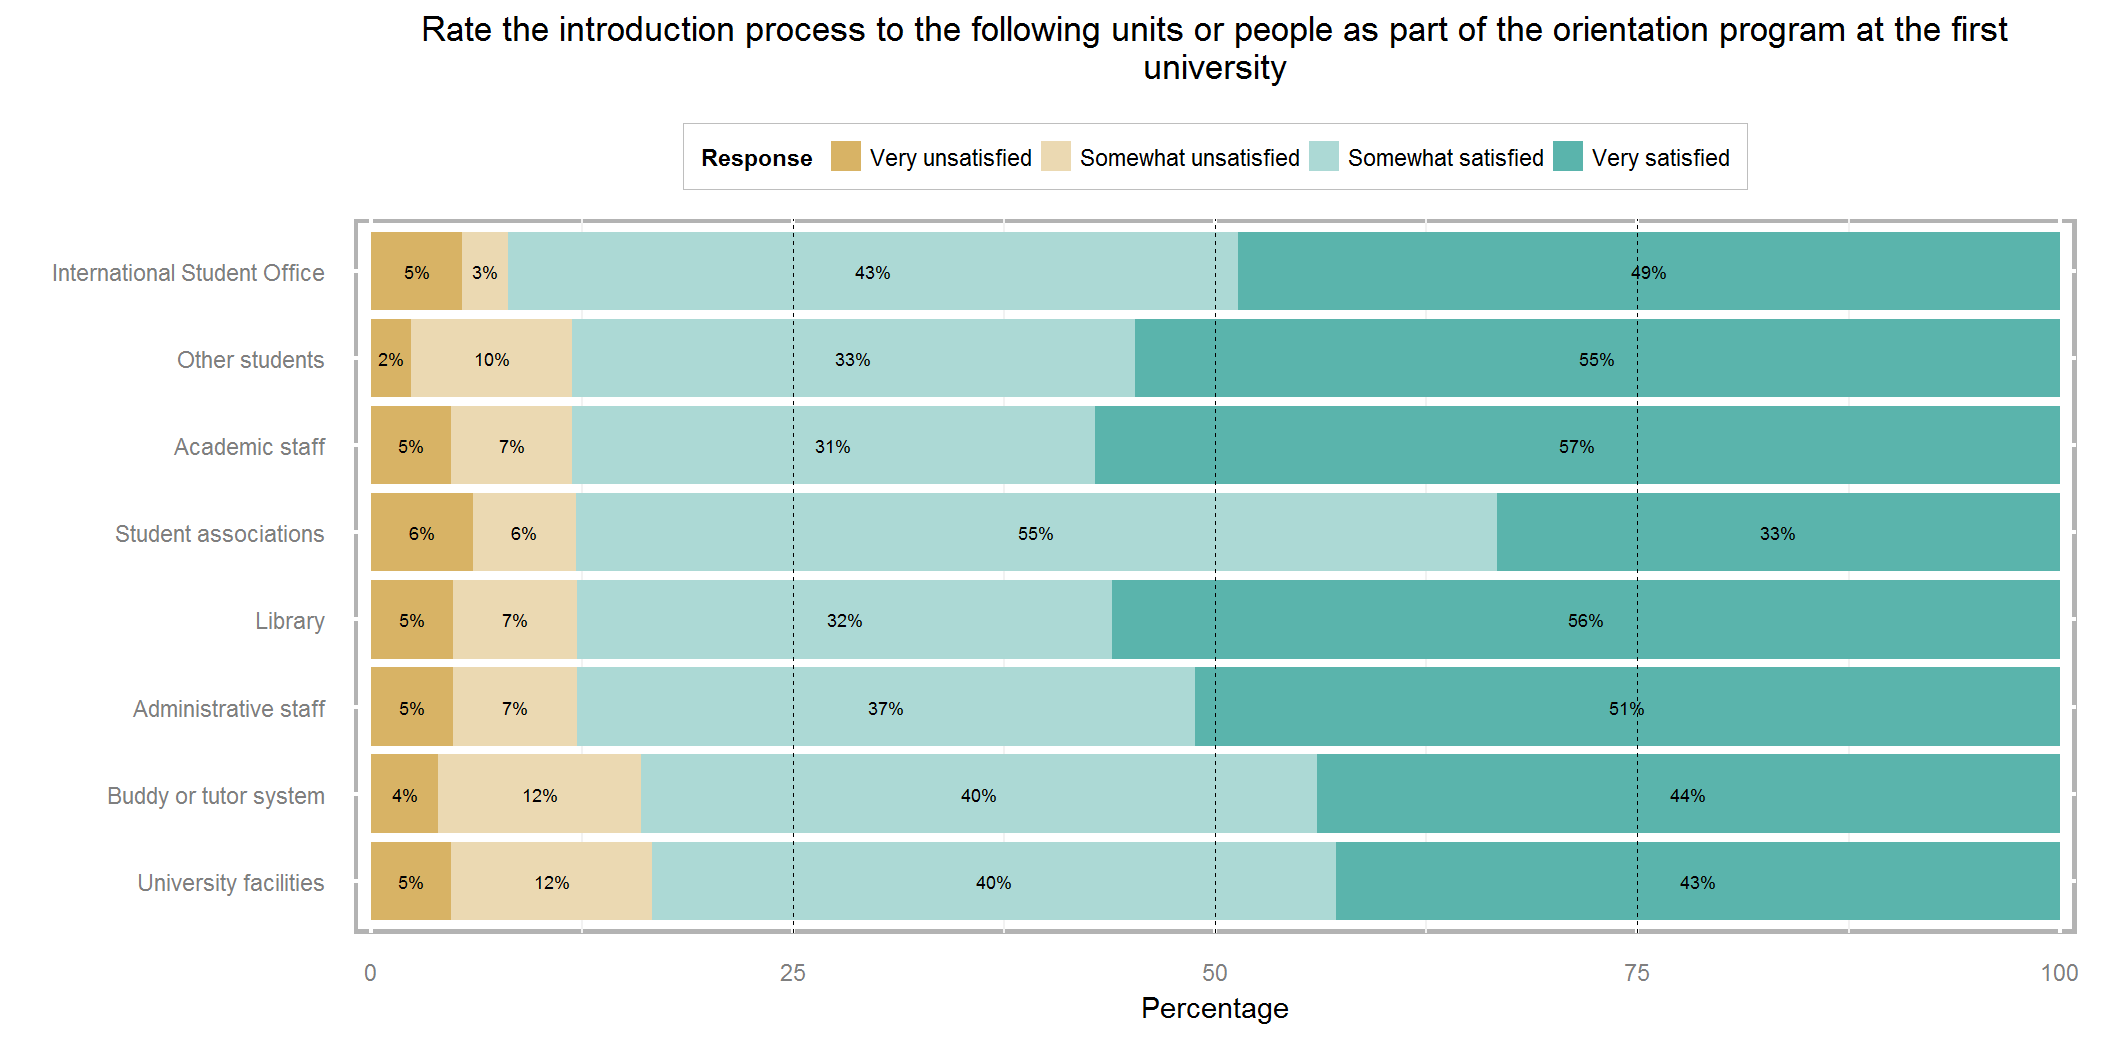 Rate the introduction process to the following units or people as part of the orientation program at the first
university
Response Very unsatisfied Somewhat unsatisfied Somewhat satisfied Very satisfied
International Student Office 5% 3% 43% 49%
Other students 2% 10% 33% 55%
Academic staff 5% 7% 31% 57%
Student associations 6% 6% 55% 33%
Library 5% 7% 32% 56%
Administrative staff 5% 7% 37% 51%
Buddy or tutor system 4% 12% 40% 44%
University facilities 5% 12% 40% 43%
0 25 50 75 100
Percentage